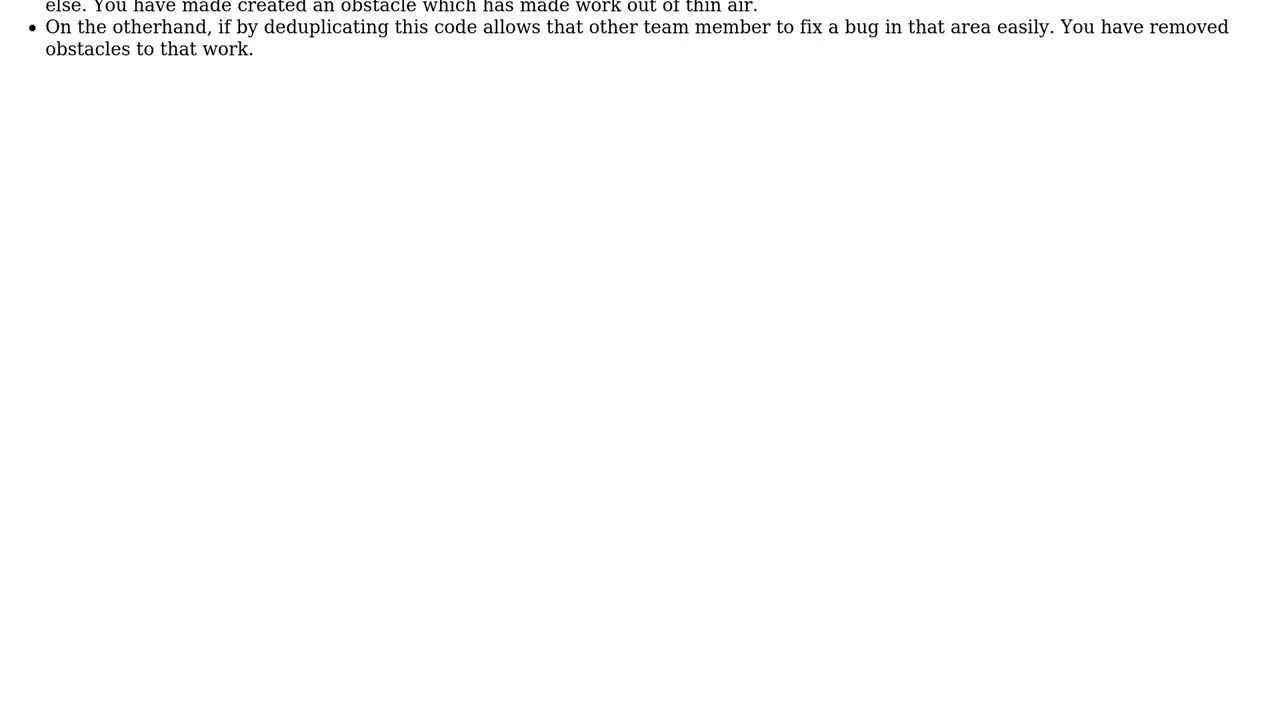 else. You have made created an obstacle which has made work out of thin air.
• On the otherhand, if by deduplicating this code allows that other team member to fix a bug in that area easily. You have removed
obstacles to that work.